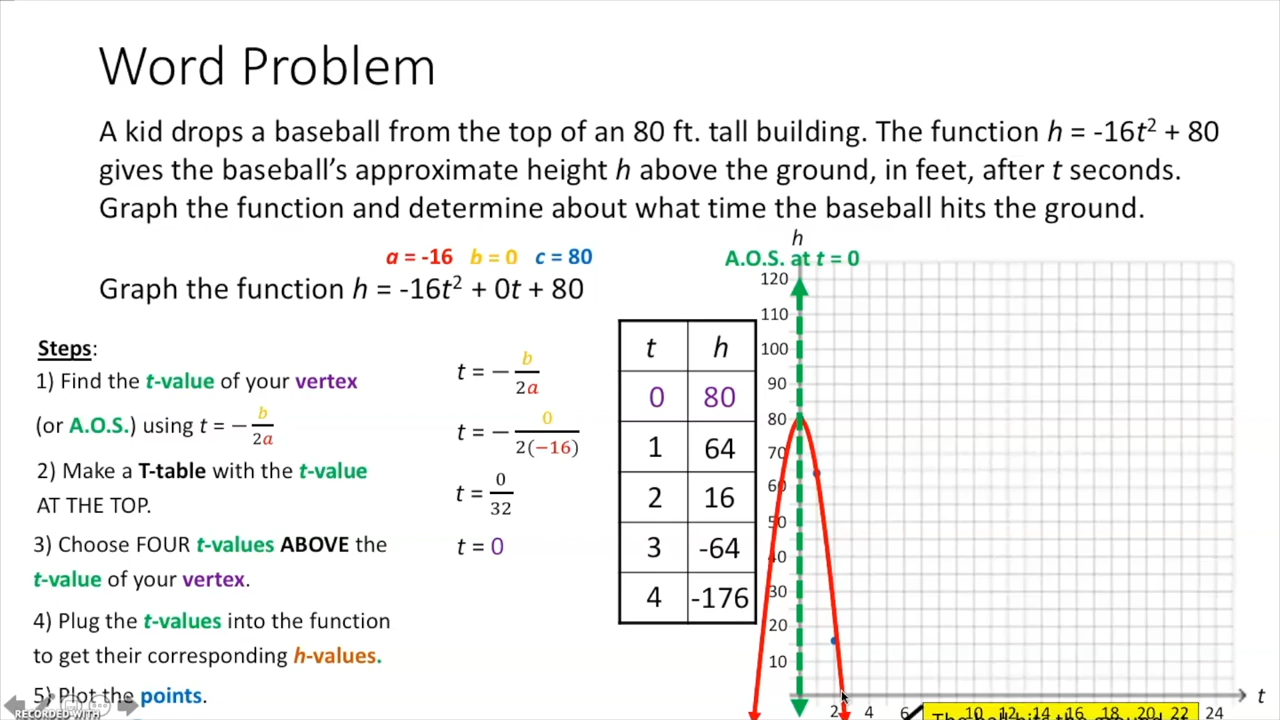 Word Problem
A kid drops a baseball from the top of an 80 ft. tall building. The function h = -16t² + 80
gives the baseball's approximate height h above the ground, in feet, after t seconds.
Graph the function and determine about what time the baseball hits the ground.
a = -16 b = 0 c = 80
Graph the function h = -16t² + 0t + 80
Steps:
1) Find the t-value of your vertex
(or A.O.S.) using t = − b/2a
2) Make a T-table with the t-value
AT THE TOP.
3) Choose FOUR t-values ABOVE the
t-value of your vertex.
4) Plug the t-values into the function
to get their corresponding h-values.
5) Plot the points.
RECORDED WITH
t = − b/2a
t = − 0/2(−16)
t = 0/32
t = 0
t h
0 80
1 64
2 16
3 -64
4 -176
h
A.O.S. at t = 0
120
110
100
90
80
70
60
50
40
30
20
10
2 4 6 10 12 14 16 18 20 22 24
t
The ball hits the